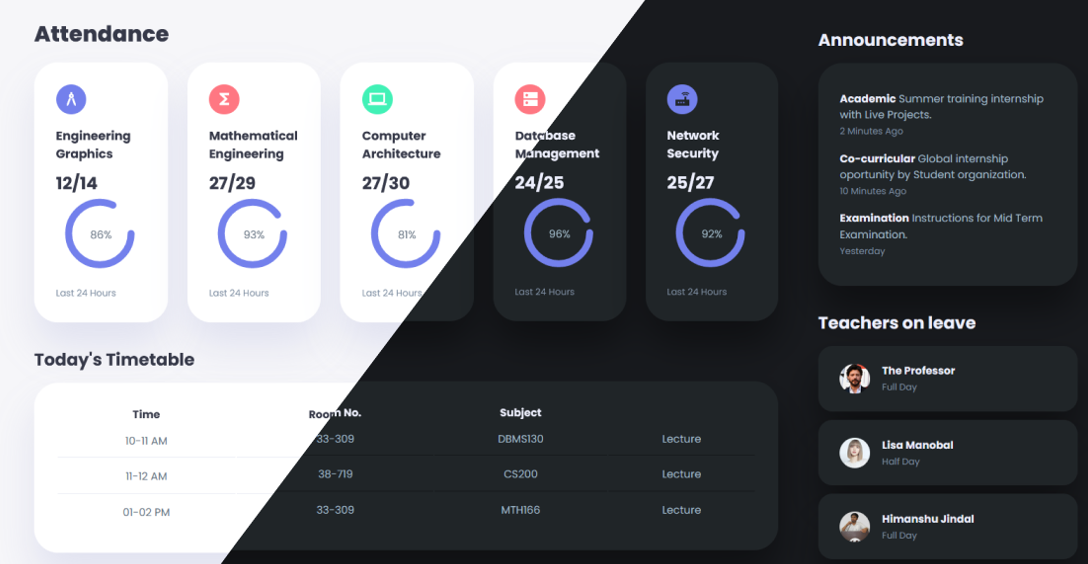 Attendance
Engineering
Graphics
12/14
86%
Last 24 Hours
Σ
Mathematical
Engineering
27/29
93%
Last 24 Hours
Computer
Architecture
27/30
81%
Last 24 Hours
Database
Management
24/25
96%
Last 24 Hours
Network
Security
25/27
92%
Last 24 Hours
Today's Timetable
Time Room No. Subject
10-11 AM 33-309 DBMS130 Lecture
11-12 AM 38-719 CS200 Lecture
01-02 PM 33-309 MTH166 Lecture
Announcements
Academic Summer training internship
with Live Projects.
2 Minutes Ago
Co-curricular Global internship
oportunity by Student organization.
10 Minutes Ago
Examination Instructions for Mid Term
Examination.
Yesterday
Teachers on leave
The Professor
Full Day
Lisa Manobal
Half Day
Himanshu Jindal
Full Day